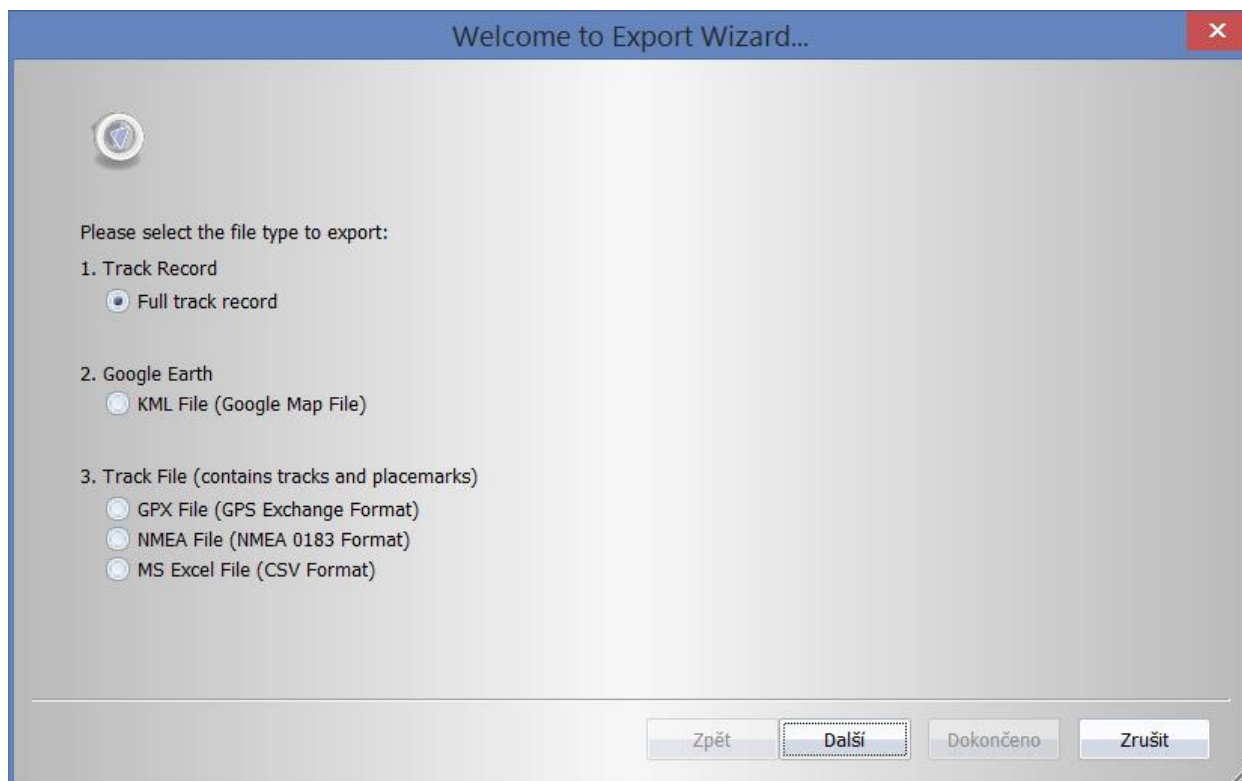 Welcome to Export Wizard...
Please select the file type to export:
1. Track Record
Full track record
2. Google Earth
KML File (Google Map File)
3. Track File (contains tracks and placemarks)
GPX File (GPS Exchange Format)
NMEA File (NMEA 0183 Format)
MS Excel File (CSV Format)
Zpět Další Dokončeno Zrušit